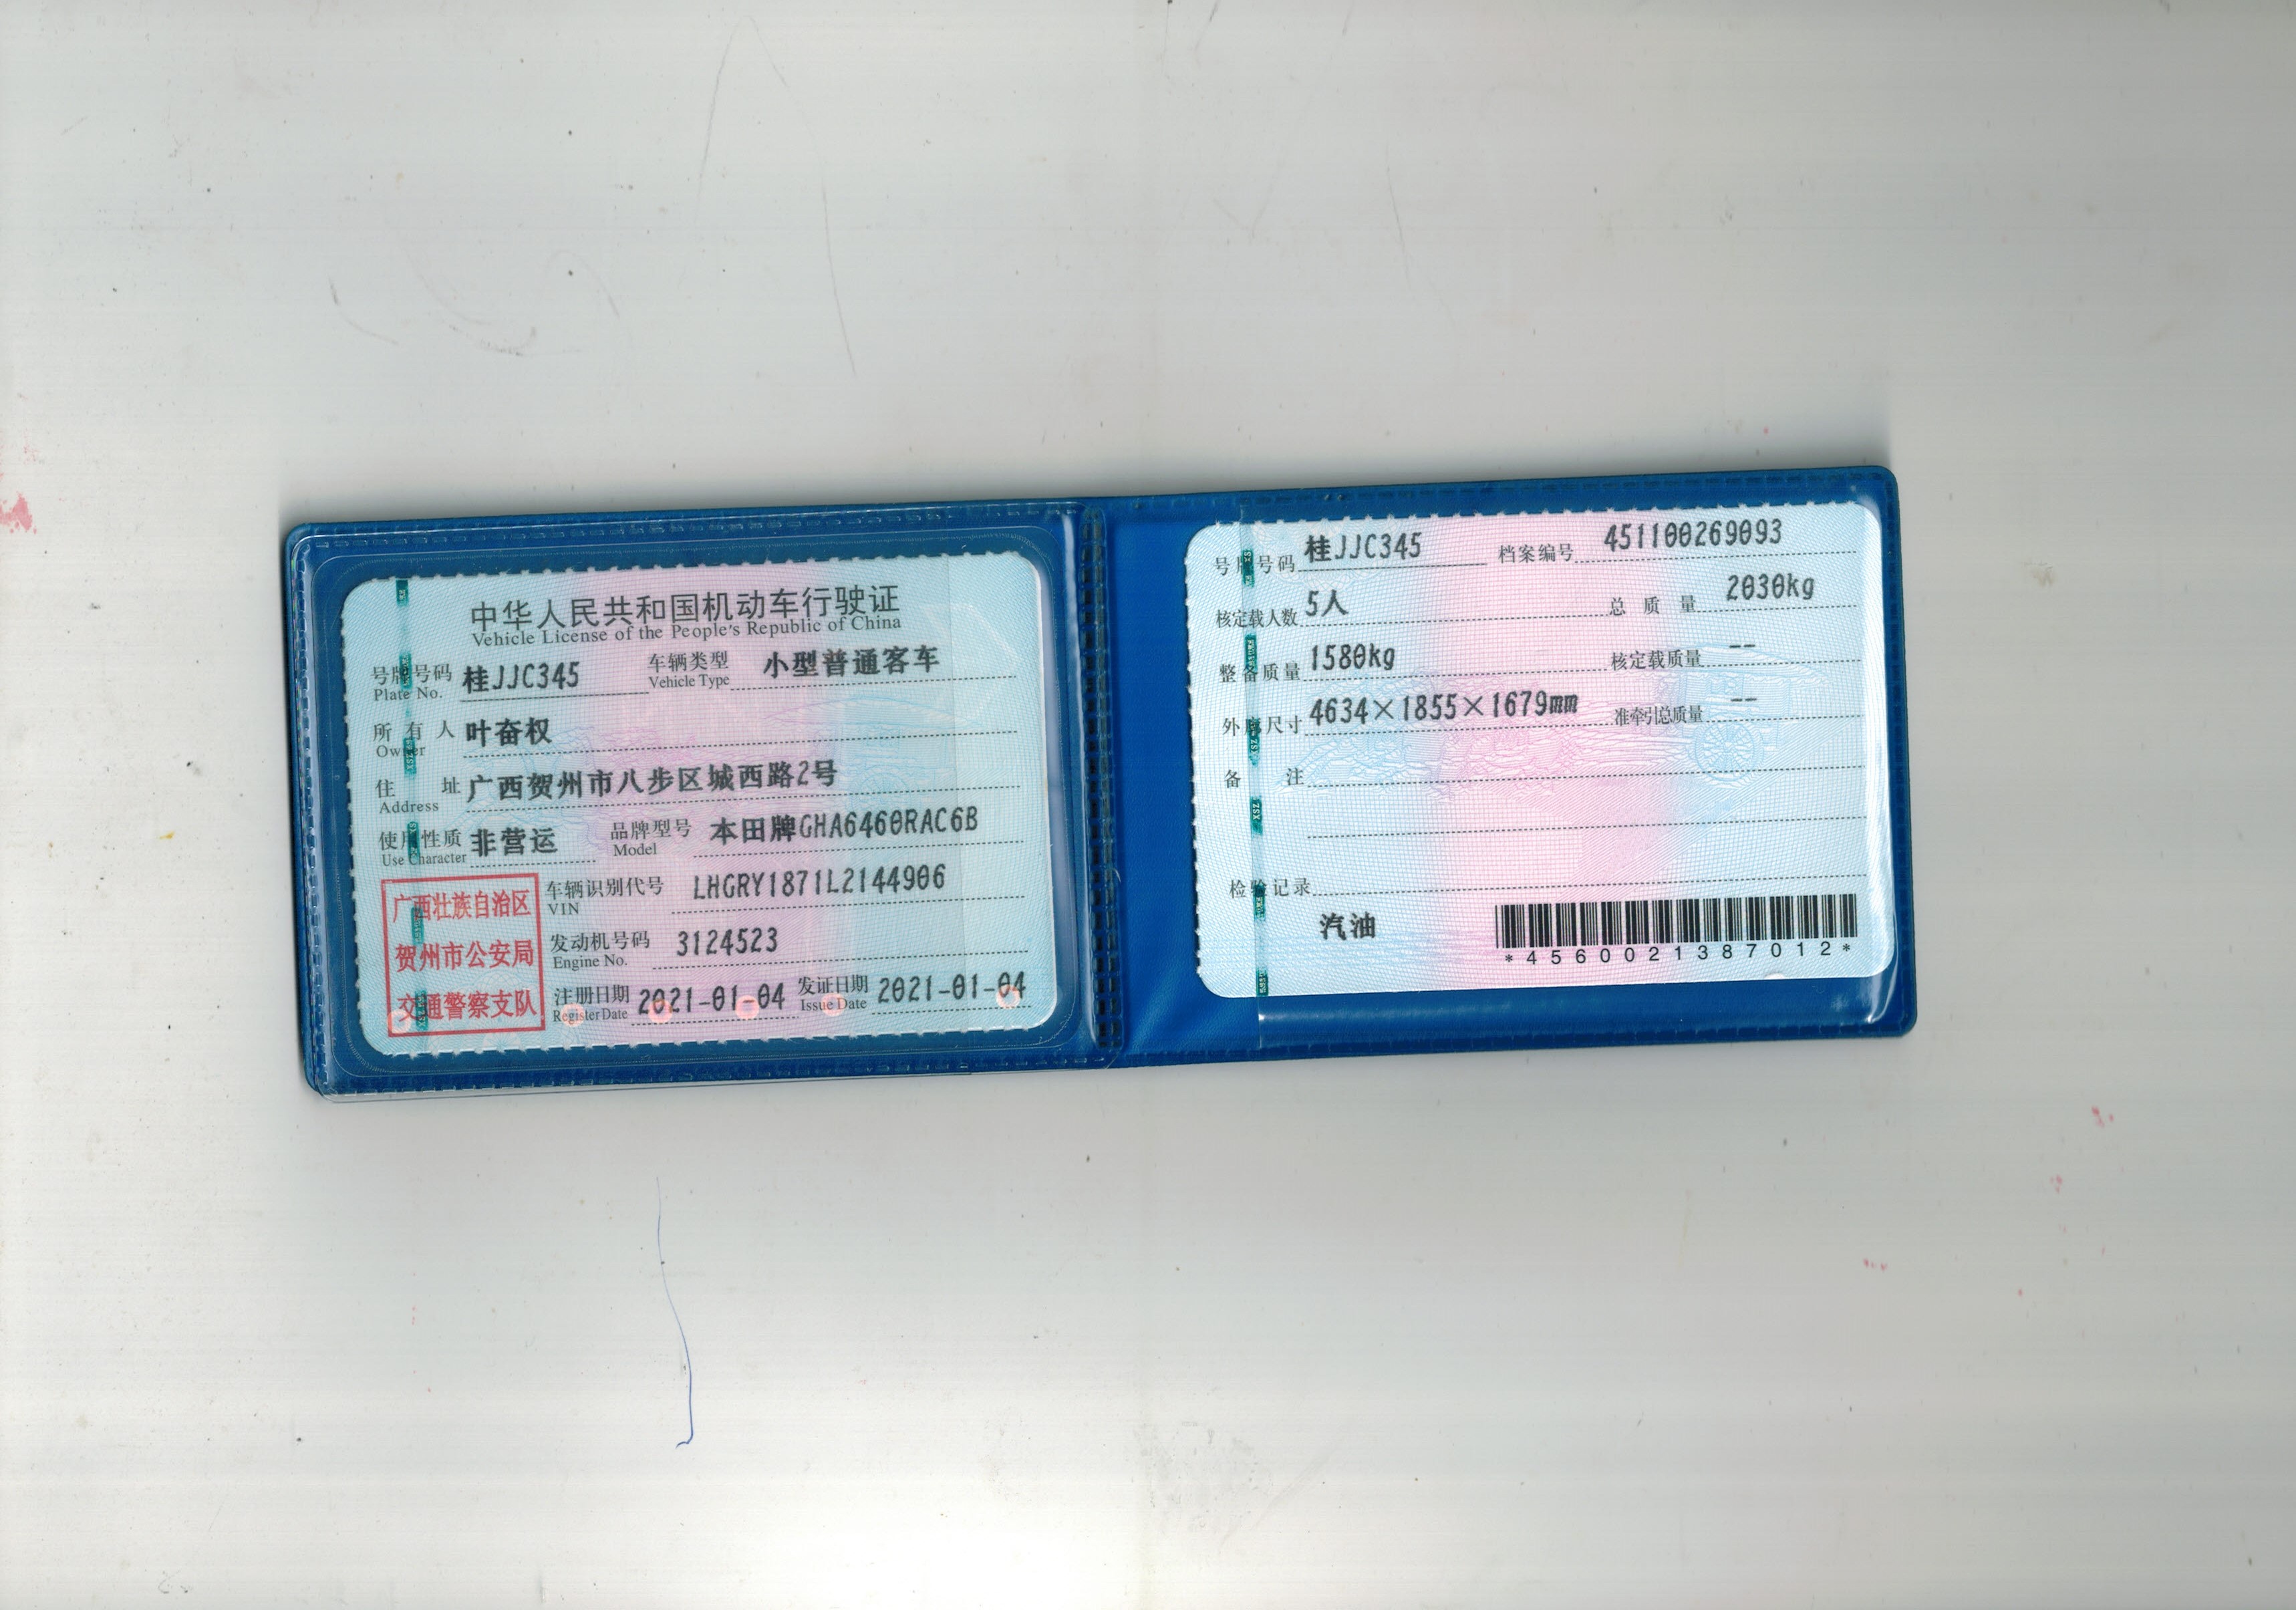 中华人民共和国机动车行驶证
Vehicle License of the People's Republic of China
号牌号码 桂JJC345 车辆类型 小型普通客车
Plate No. Vehicle Type
所有人 叶奋权
Owner
住址 广西贺州市八步区城西路2号
Address
使用性质 非营运 品牌型号 本田牌GHA6460RAC6B
Use Character Model
广西壮族自治区
贺州市公安局
交通警察支队
车辆识别代号 LHGRY1871L2144906
VIN
发动机号码 3124523
Engine No.
注册日期 2021-01-04 发证日期 2021-01-04
Register Date Issue Date
号牌号码 桂JJC345 档案编号 451100269093
核定载人数 5人 总质量 2030kg
整备质量 1580kg 核定载质量 --
外廓尺寸 4634×1855×1679mm 准牵引总质量 --
备注
检验记录
汽油
*4560021387012*